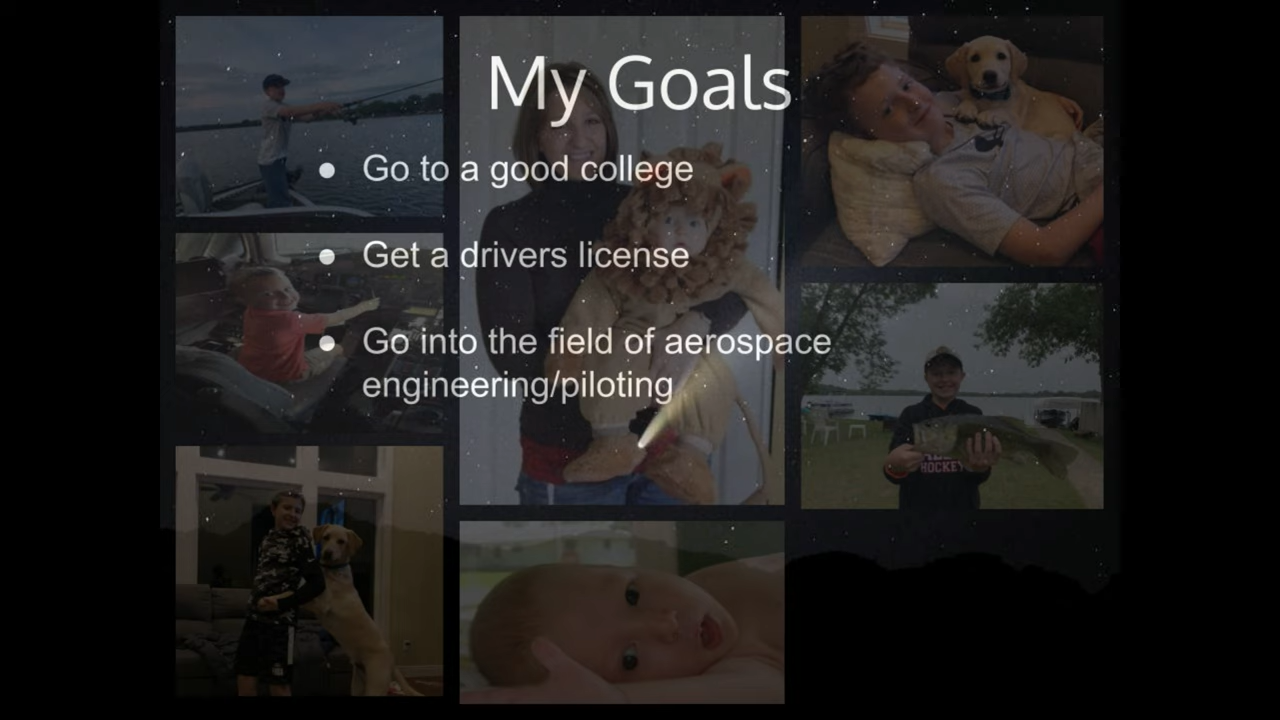 My Goals
● Go to a good college
● Get a drivers license
● Go into the field of aerospace
engineering/piloting
HOCKEY